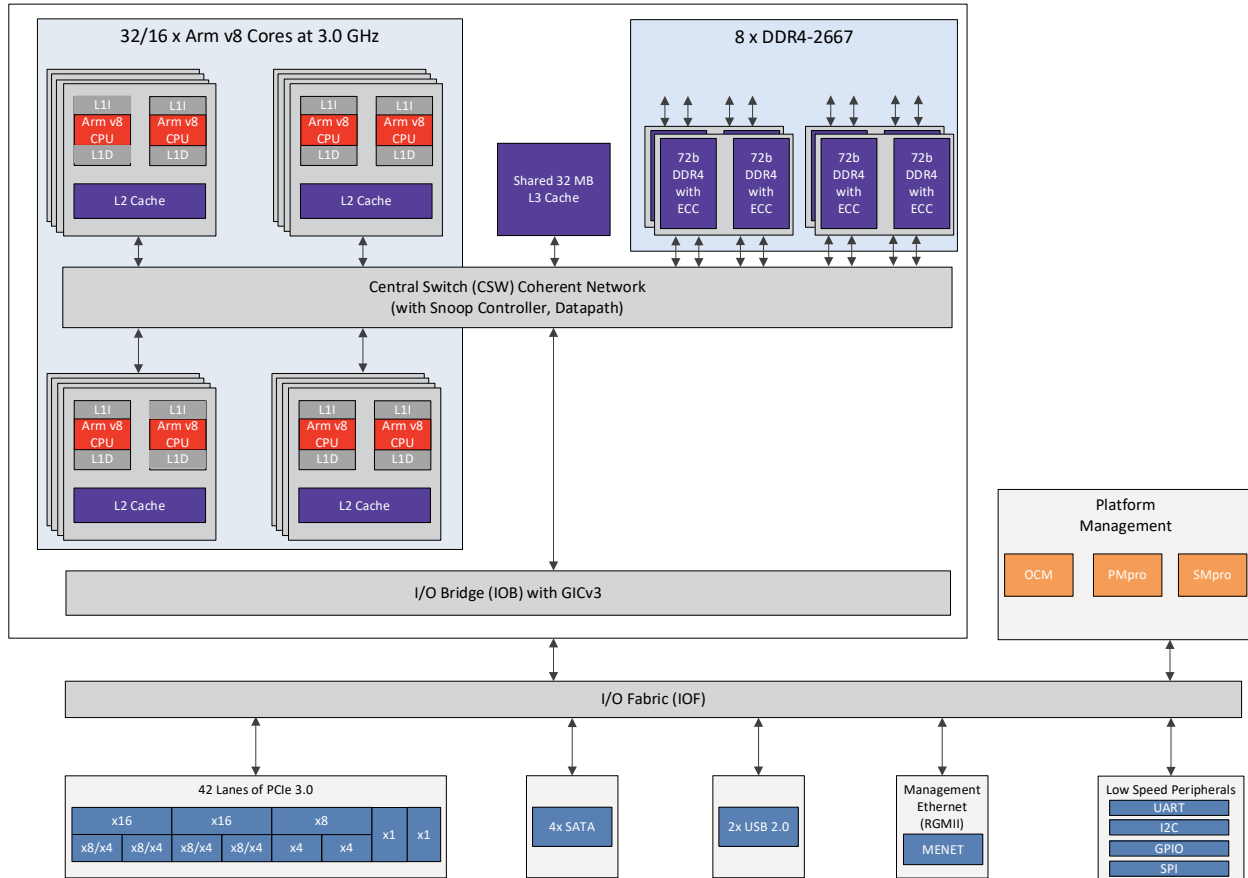 32/16 x Arm v8 Cores at 3.0 GHz
8 x DDR4-2667
L1I
Arm v8
CPU
L1D
L1I
Arm v8
CPU
L1D
L2 Cache
L1I
Arm v8
CPU
L1D
L1I
Arm v8
CPU
L1D
L2 Cache
Shared 32 MB
L3 Cache
72b
DDR4
with
ECC
72b
DDR4
with
ECC
72b
DDR4
with
ECC
72b
DDR4
with
ECC
Central Switch (CSW) Coherent Network
(with Snoop Controller, Datapath)
L1I
Arm v8
CPU
L1D
L1I
Arm v8
CPU
L1D
L2 Cache
L1I
Arm v8
CPU
L1D
L1I
Arm v8
CPU
L1D
L2 Cache
Platform
Management
OCM
PMpro
SMpro
I/O Bridge (IOB) with GICv3
I/O Fabric (IOF)
42 Lanes of PCIe 3.0
x16
x16
x8
x1
x1
x8/x4
x8/x4
x8/x4
x8/x4
x4
x4
4x SATA
2x USB 2.0
Management
Ethernet
(RGMII)
MENET
Low Speed Peripherals
UART
I2C
GPIO
SPI